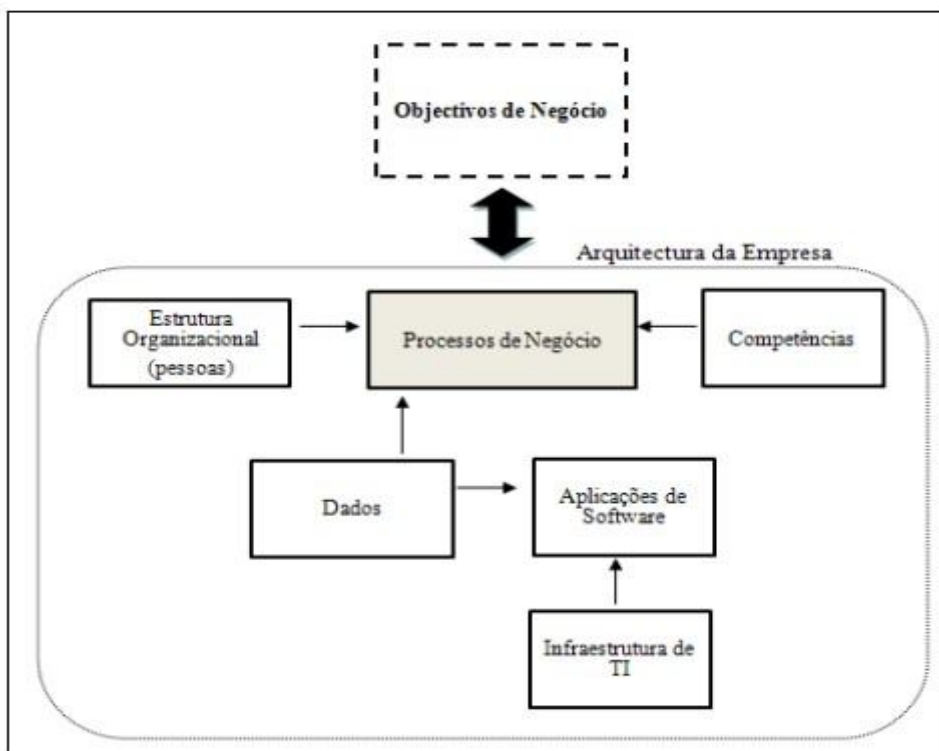 Objectivos de Negócio
Arquitectura da Empresa
Estrutura
Organizacional
(pessoas)
Processos de Negócio
Competências
Dados
Aplicações de
Software
Infraestrutura de
TI